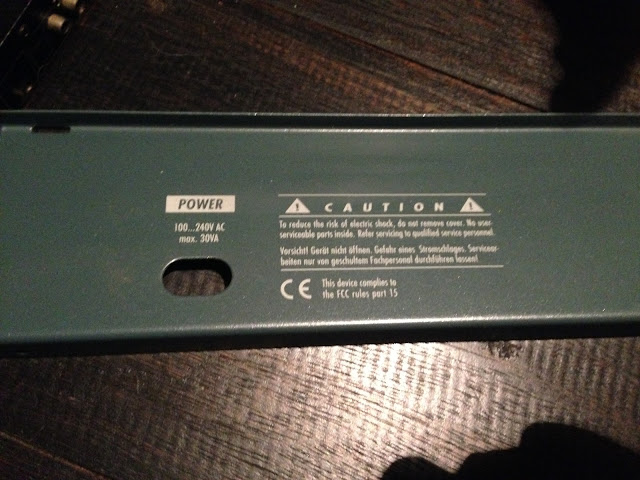 POWER
100...240V AC
max. 30VA
CAUTION
To reduce the risk of electric shock, do not remove cover. No user-
serviceable parts inside. Refer servicing to qualified service personnel.
Vorsicht! Gerät nicht öffnen. Gefahr eines Stromschlages. Servicear-
beiten nur von geschultem Fachpersonal durchführen lassen!
CE
This device complies to
the FCC rules part 15